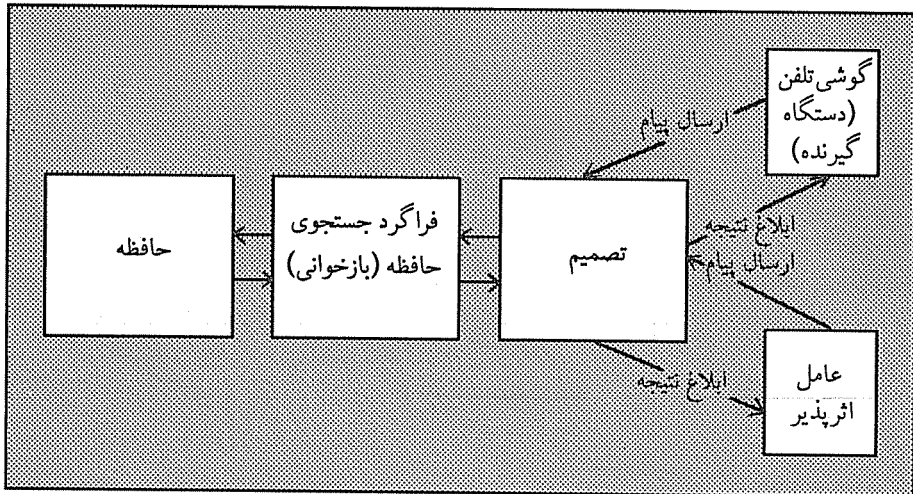 گوشی تلفن
(دستگاه
گیرنده)
ارسال پیام
ابلاغ نتیجه
ارسال پیام
تصمیم
فراگرد جستجوی
حافظه (بازخوانی)
حافظه
عامل
اثرپذیر
ابلاغ نتیجه